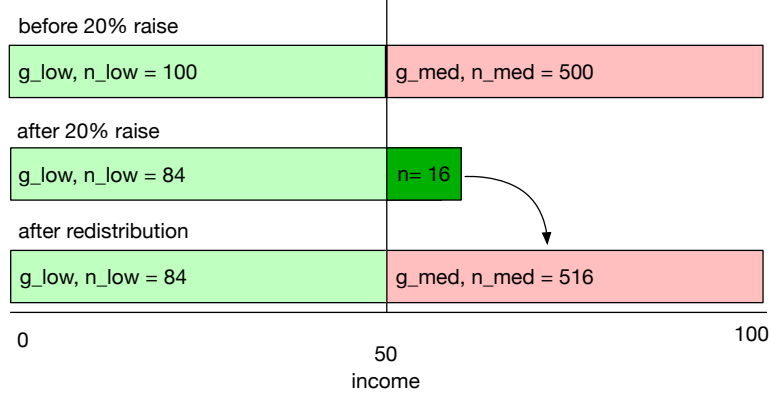 before 20% raise
g_low, n_low = 100
g_med, n_med = 500
after 20% raise
g_low, n_low = 84
n= 16
after redistribution
g_low, n_low = 84
g_med, n_med = 516
0
50
100
income